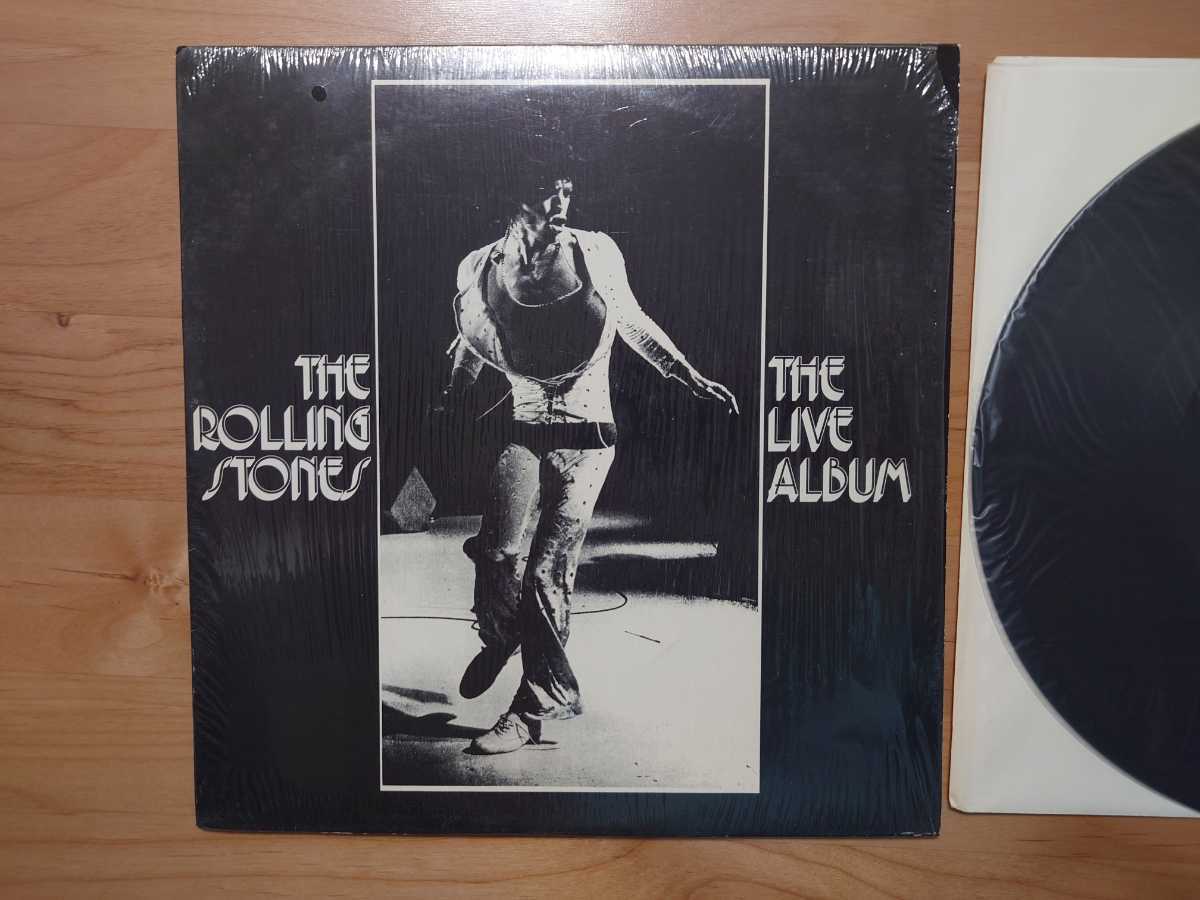 THE
ROLLING
STONES
THE
LIVE
ALBUM